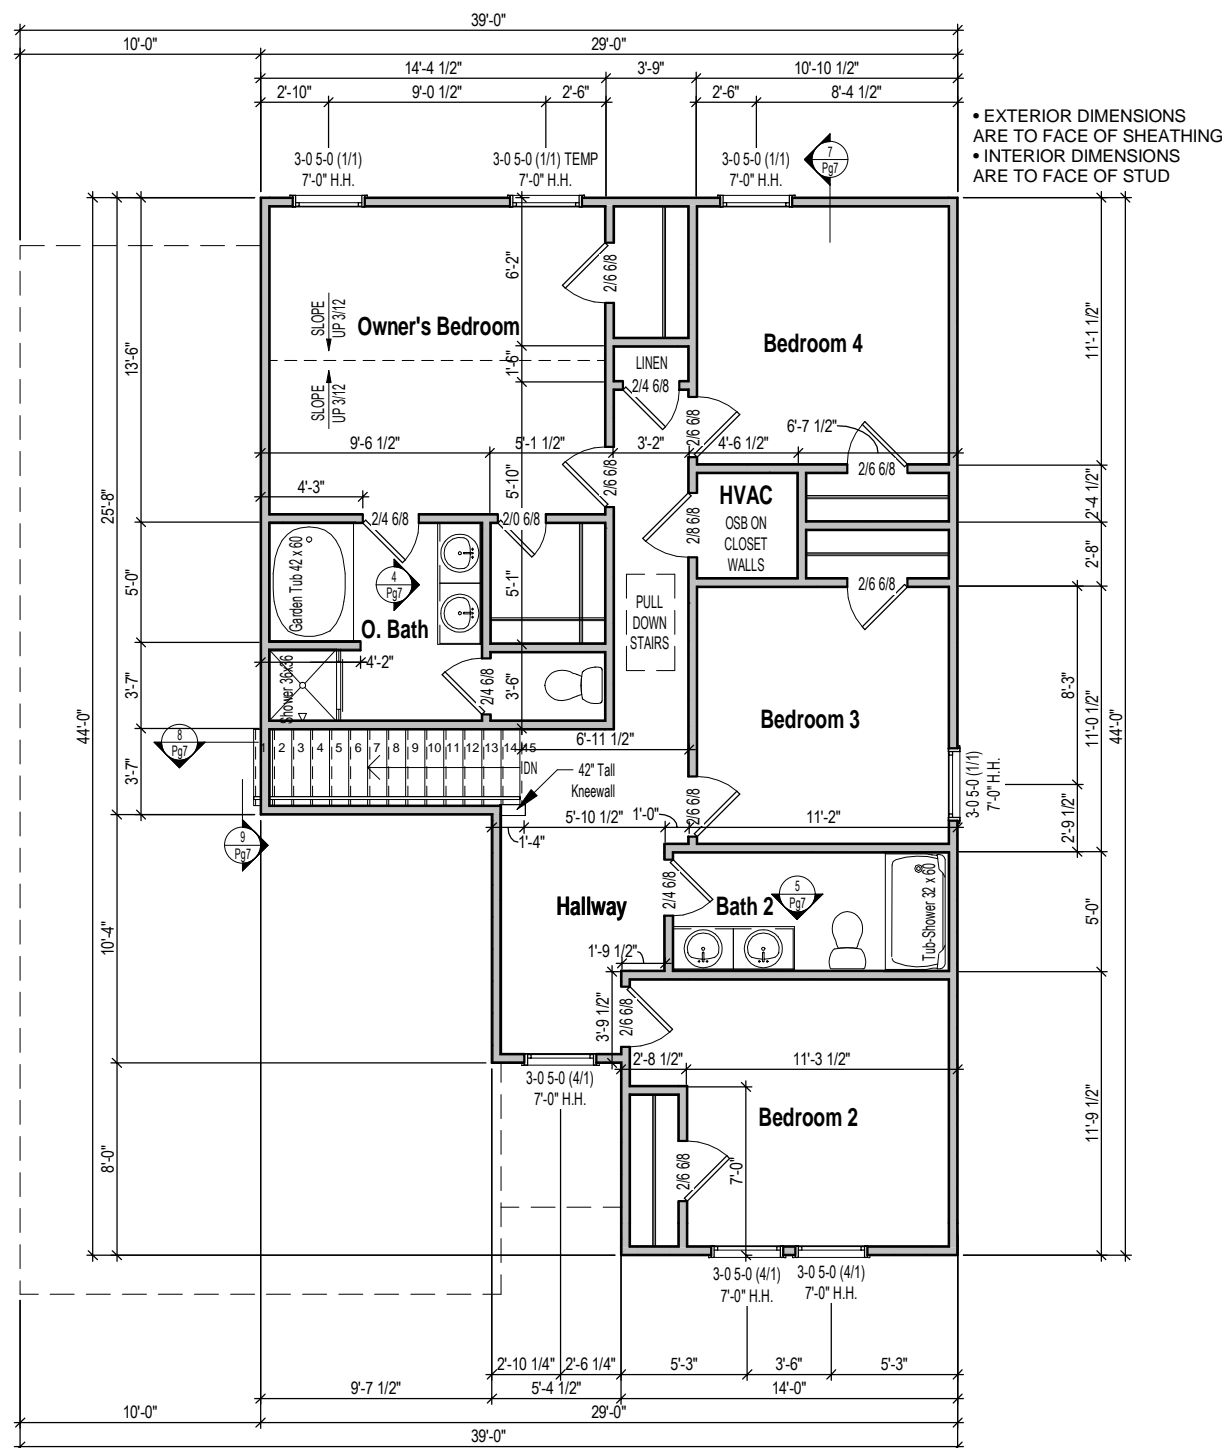 39'-0"
10'-0"
29'-0"
14'-4 1/2"
3'-9"
10'-10 1/2"
2'-10"
9'-0 1/2"
2'-6"
2'-6"
8'-4 1/2"
• EXTERIOR DIMENSIONS
ARE TO FACE OF SHEATHING
• INTERIOR DIMENSIONS
ARE TO FACE OF STUD
3-0 5-0 (1/1)
7'-0" H.H.
3-0 5-0 (1/1) TEMP
7'-0" H.H.
3-0 5-0 (1/1)
7'-0" H.H.
7
Pg7
6'-2"
2/6 6/8
SLOPE
UP 3/12
Owner's Bedroom
Bedroom 4
11'-1 1/2"
13'-6"
1'-6"
LINEN
2/4 6/8
SLOPE
UP 3/12
2/6 6/8
6'-7 1/2"
9'-6 1/2"
5'-1 1/2"
3'-2"
4'-6 1/2"
5'-10"
2/6 6/8
2/6 6/8
4'-3"
HVAC
OSB ON
CLOSET
WALLS
2'-4 1/2"
25'-8"
2/4 6/8
2/0 6/8
2/8 6/8
2'-8"
Garden Tub 42 x 60
4
Pg7
5'-1"
2/6 6/8
5'-0"
PULL
DOWN
STAIRS
O. Bath
4'-2"
Shower 36x36
2/4 6/8
3'-6"
3'-7"
8'-3"
11'-0 1/2"
44'-0"
44'-0"
Bedroom 3
8
Pg7
6'-11 1/2"
1 2 3 4 5 6 7 8 9 10 11 12 13 14 15
DN
42" Tall
Kneewall
3'-7"
3-0 5-0 (1/1)
7'-0" H.H.
2/6 6/8
2'-9 1/2"
5'-10 1/2"
1'-0"
11'-2"
1'-4"
9
Pg7
2/4 6/8
5
Pg7
Hallway
Bath 2
Tub-Shower 32 x 60
5'-0"
10'-4"
1'-9 1/2"
3'-9 1/2"
2/6 6/8
2'-8 1/2"
11'-3 1/2"
3-0 5-0 (4/1)
7'-0" H.H.
Bedroom 2
11'-9 1/2"
8'-0"
2/6 6/8
7'-0"
3-0 5-0 (4/1)
7'-0" H.H.
3-0 5-0 (4/1)
7'-0" H.H.
2'-10 1/4"
2'-6 1/4"
5'-3"
3'-6"
5'-3"
9'-7 1/2"
5'-4 1/2"
14'-0"
10'-0"
29'-0"
39'-0"